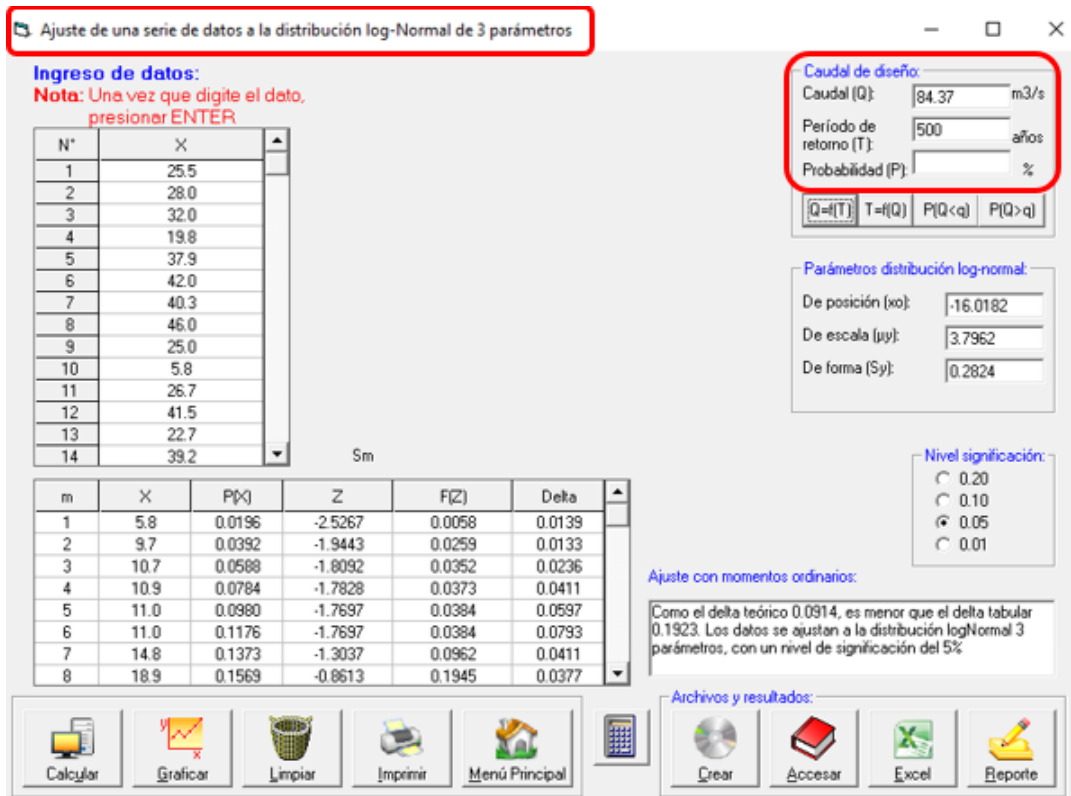 Ajuste de una serie de datos a la distribución log-Normal de 3 parámetros
Ingreso de datos:
Nota: Una vez que digite el dato,
presionar ENTER
N° X
1 25.5
2 28.0
3 32.0
4 19.8
5 37.9
6 42.0
7 40.3
8 46.0
9 25.0
10 5.8
11 26.7
12 41.5
13 22.7
14 39.2
Sm
Caudal de diseño:
Caudal (Q): 84.37 m3/s
Período de
retorno (T): 500 años
Probabilidad (P): %
Q=f(T) T=f(Q) P(Q<q) P(Q>q)
Parámetros distribución log-normal:
De posición (xo): -16.0182
De escala (μy): 3.7962
De forma (Sy): 0.2824
Nivel significación:
0.20
0.10
0.05
0.01
m X P(X) Z F(Z) Delta
1 5.8 0.0196 -2.5267 0.0058 0.0139
2 9.7 0.0392 -1.9443 0.0259 0.0133
3 10.7 0.0588 -1.8092 0.0352 0.0236
4 10.9 0.0784 -1.7828 0.0373 0.0411
5 11.0 0.0980 -1.7697 0.0384 0.0597
6 11.0 0.1176 -1.7697 0.0384 0.0793
7 14.8 0.1373 -1.3037 0.0962 0.0411
8 18.9 0.1569 -0.8613 0.1945 0.0377
Ajuste con momentos ordinarios:
Como el delta teórico 0.0914, es menor que el delta tabular
0.1923. Los datos se ajustan a la distribución logNormal 3
parámetros, con un nivel de significación del 5%
Calcular Graficar Limpiar Imprimir Menú Principal
Archivos y resultados:
Crear Accesar Excel Reporte